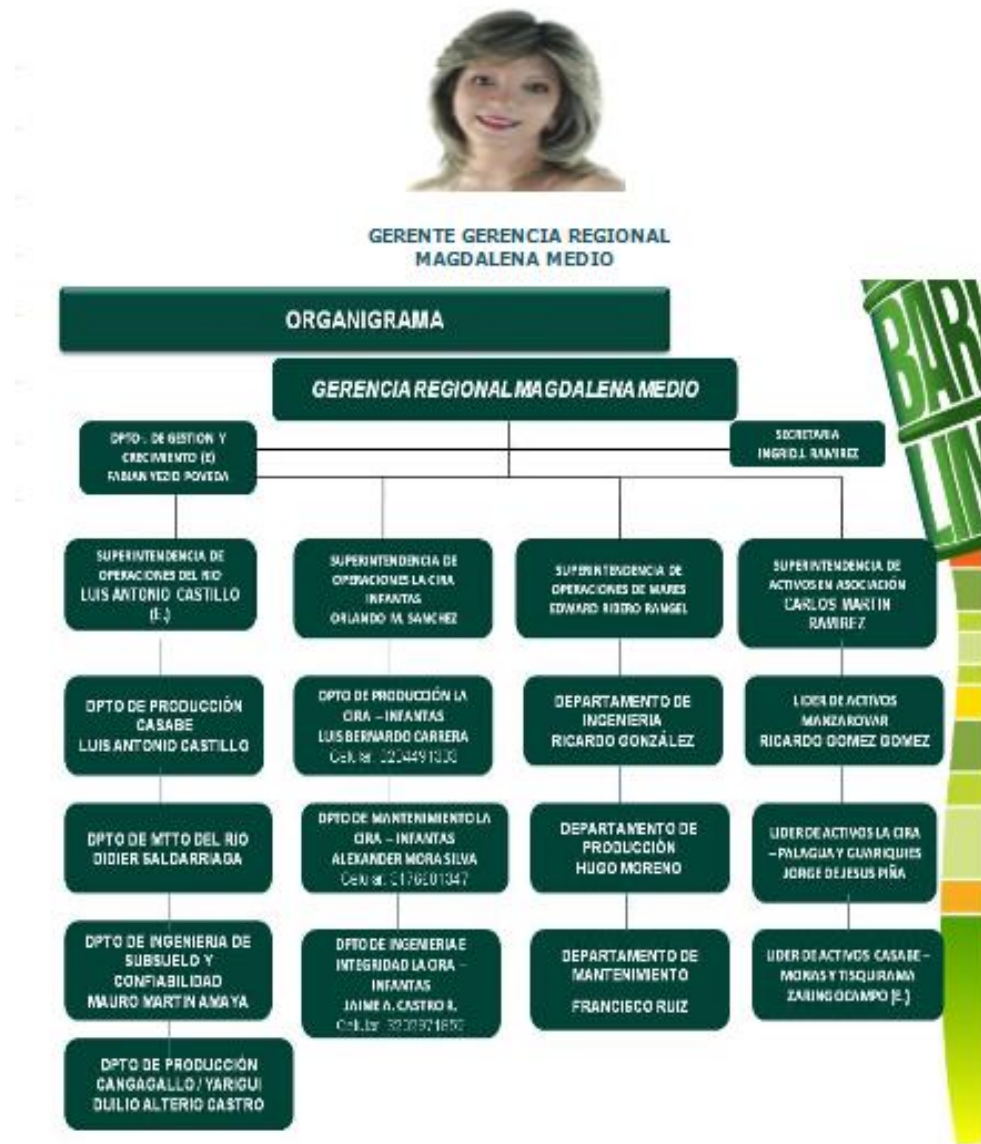 GERENTE GERENCIA REGIONAL
MAGDALENA MEDIO
ORGANIGRAMA
GERENCIA REGIONAL MAGDALENA MEDIO
DPTO. DE GESTION Y
CRECIMIENTO (E)
FABIAN YEZID POVEDA
SECRETARIA
INGRID J. RAMIREZ
SUPERINTENDENCIA DE
OPERACIONES DEL RIO
LUIS ANTONIO CASTILLO
(E.)
SUPERINTENDENCIA DE
OPERACIONES LA CIRA
INFANTAS
ORLANDO M. SANCHEZ
SUPERINTENDENCIA DE
OPERACIONES DE MARES
EDWARD RANGEL
SUPERINTENDENCIA DE
ACTIVOS EN ASOCIACIÓN
CARLOS MARTIN
RAMIREZ
DPTO DE PRODUCCIÓN
CASABE
LUIS ANTONIO CASTILLO
DPTO DE PRODUCCIÓN LA
CIRA – INFANTAS
LUIS BERNARDO CARRERA
Celular:
DEPARTAMENTO DE
INGENIERIA
RICARDO GONZÁLEZ
LIDER DE ACTIVOS
RICARDO GOMEZ GOMEZ
DPTO DE MTTO DEL RIO
DIDIER SALDARRIAGA
DPTO DE MANTENIMIENTO LA
CIRA – INFANTAS
ALEXANDER MORA SILVA
Celular:
DEPARTAMENTO DE
PRODUCCIÓN
HUGO MORENO
LIDER DE ACTIVOS LA CIRA
– PALAGUA Y
JORGE DE JESUS PIÑA
DPTO DE INGENIERIA DE
SUBSUELO Y
CONFIABILIDAD
MAURO MARTIN AMAYA
DPTO DE INGENIERIA E
INTEGRIDAD LA CIRA –
INFANTAS
JAIME A. CASTRO R.
Celular:
DEPARTAMENTO DE
MANTENIMIENTO
FRANCISCO RUIZ
LIDER DE ACTIVOS CASABE –
Y TISQUIRAMA
OCAMPO (E.)
DPTO DE PRODUCCIÓN
/ YARIGUI
DUILIO ALTERIO CASTRO